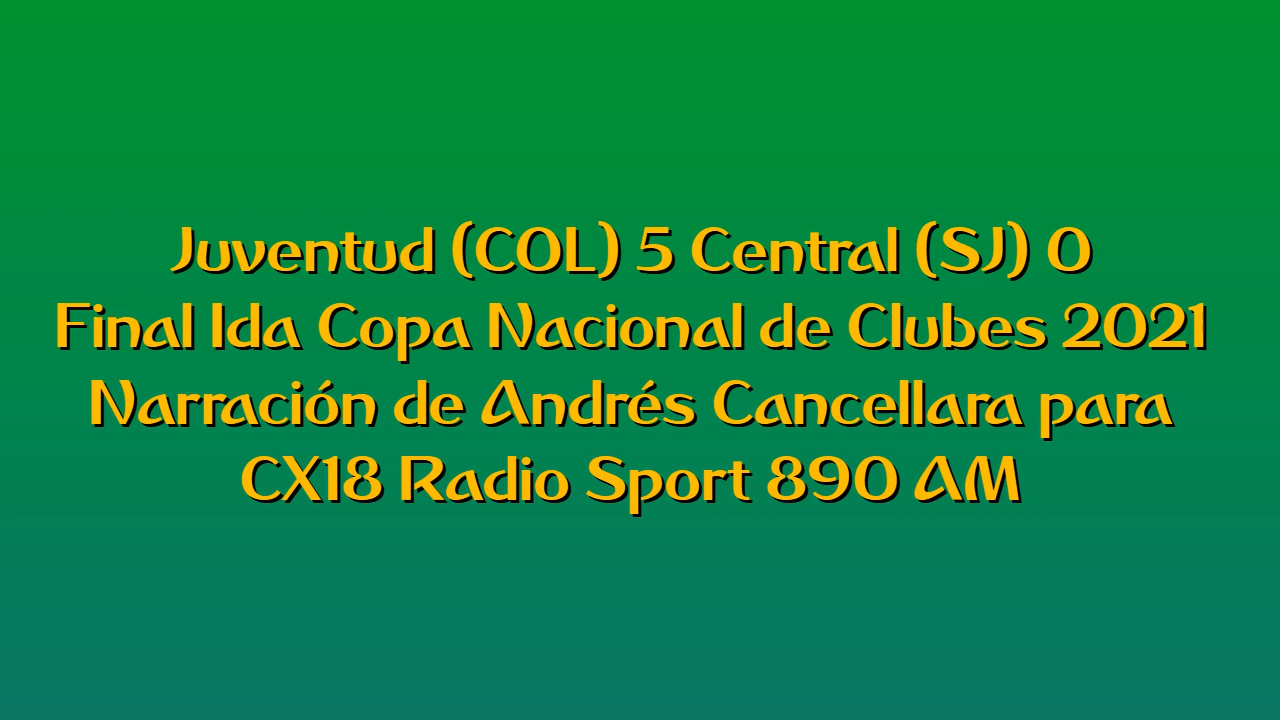 Juventud (COL) 5 Central (SJ) 0
Final Ida Copa Nacional de Clubes 2021
Narración de Andrés Cancellara para
CX18 Radio Sport 890 AM